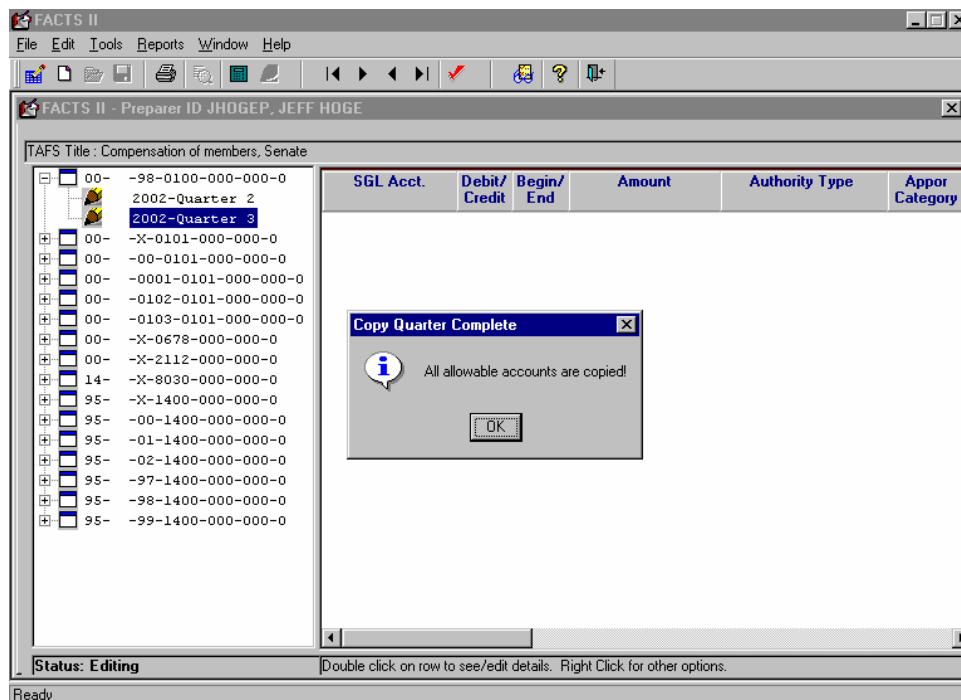 FACTS II
File Edit Tools Reports Window Help
FACTS II - Preparer ID JHOGEP, JEFF HOGE
TAFS Title : Compensation of members, Senate
00- -98-0100-000-000-0
2002-Quarter 2
2002-Quarter 3
00- -X-0101-000-000-0
00- -00-0101-000-000-0
00- -0001-0101-000-000-0
00- -0102-0101-000-000-0
00- -0103-0101-000-000-0
00- -X-0678-000-000-0
00- -X-2112-000-000-0
14- -X-8030-000-000-0
95- -X-1400-000-000-0
95- -00-1400-000-000-0
95- -01-1400-000-000-0
95- -02-1400-000-000-0
95- -97-1400-000-000-0
95- -98-1400-000-000-0
95- -99-1400-000-000-0
SGL Acct. Debit/ Begin/ Amount Authority Type Appor
Credit End Category
Copy Quarter Complete
All allowable accounts are copied!
OK
Status: Editing Double click on row to see/edit details. Right Click for other options.
Ready